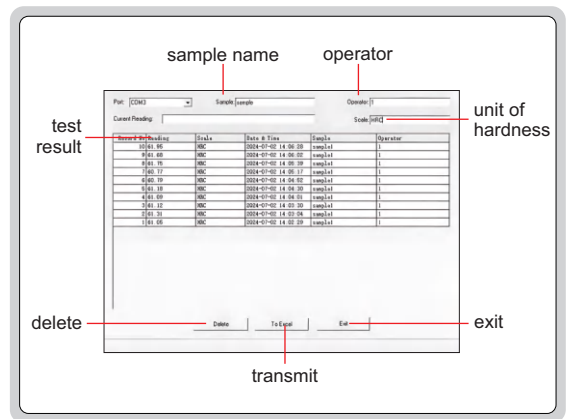 sample name
operator
Port: COM3
Sample: sample
Operator: 1
Current Reading:
Scale: HRC
unit of hardness
test result
Record No Reading Scale Date & Time Sample Operator
10 61.95 HRC 2024-07-02 14:06:28 sample1 1
9 61.68 HRC 2024-07-02 14:06:02 sample1 1
8 61.75 HRC 2024-07-02 14:05:39 sample1 1
7 60.77 HRC 2024-07-02 14:05:17 sample1 1
6 60.79 HRC 2024-07-02 14:04:52 sample1 1
5 61.18 HRC 2024-07-02 14:04:30 sample1 1
4 61.09 HRC 2024-07-02 14:04:01 sample1 1
3 61.12 HRC 2024-07-02 14:03:30 sample1 1
2 61.31 HRC 2024-07-02 14:03:04 sample1 1
1 61.05 HRC 2024-07-02 14:02:39 sample1 1
delete
Delete
To Excel
Exit
exit
transmit